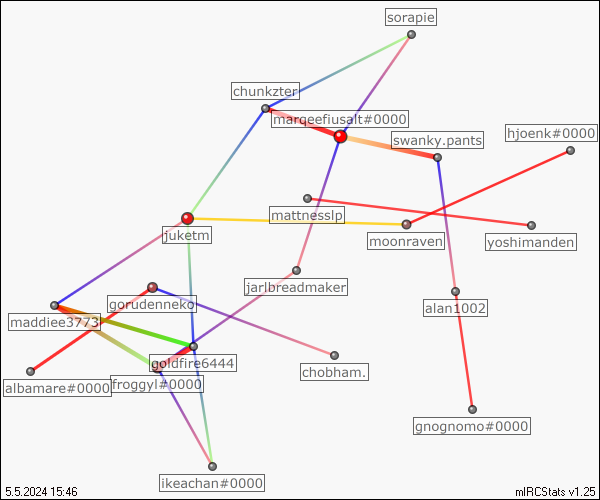 sorapie
chunkzter
marqeefiusalt#0000
hjoenk#0000
swanky.pants
mattnesslp
juketm
moonraven
yoshimanden
jarlbreadmaker
gorudenneko
alan1002
maddiee3773
goldfire6444
chobham.
albamare#0000
froggyl#0000
gnognomo#0000
ikeachan#0000
5.5.2024 15:46
mIRCStats v1.25